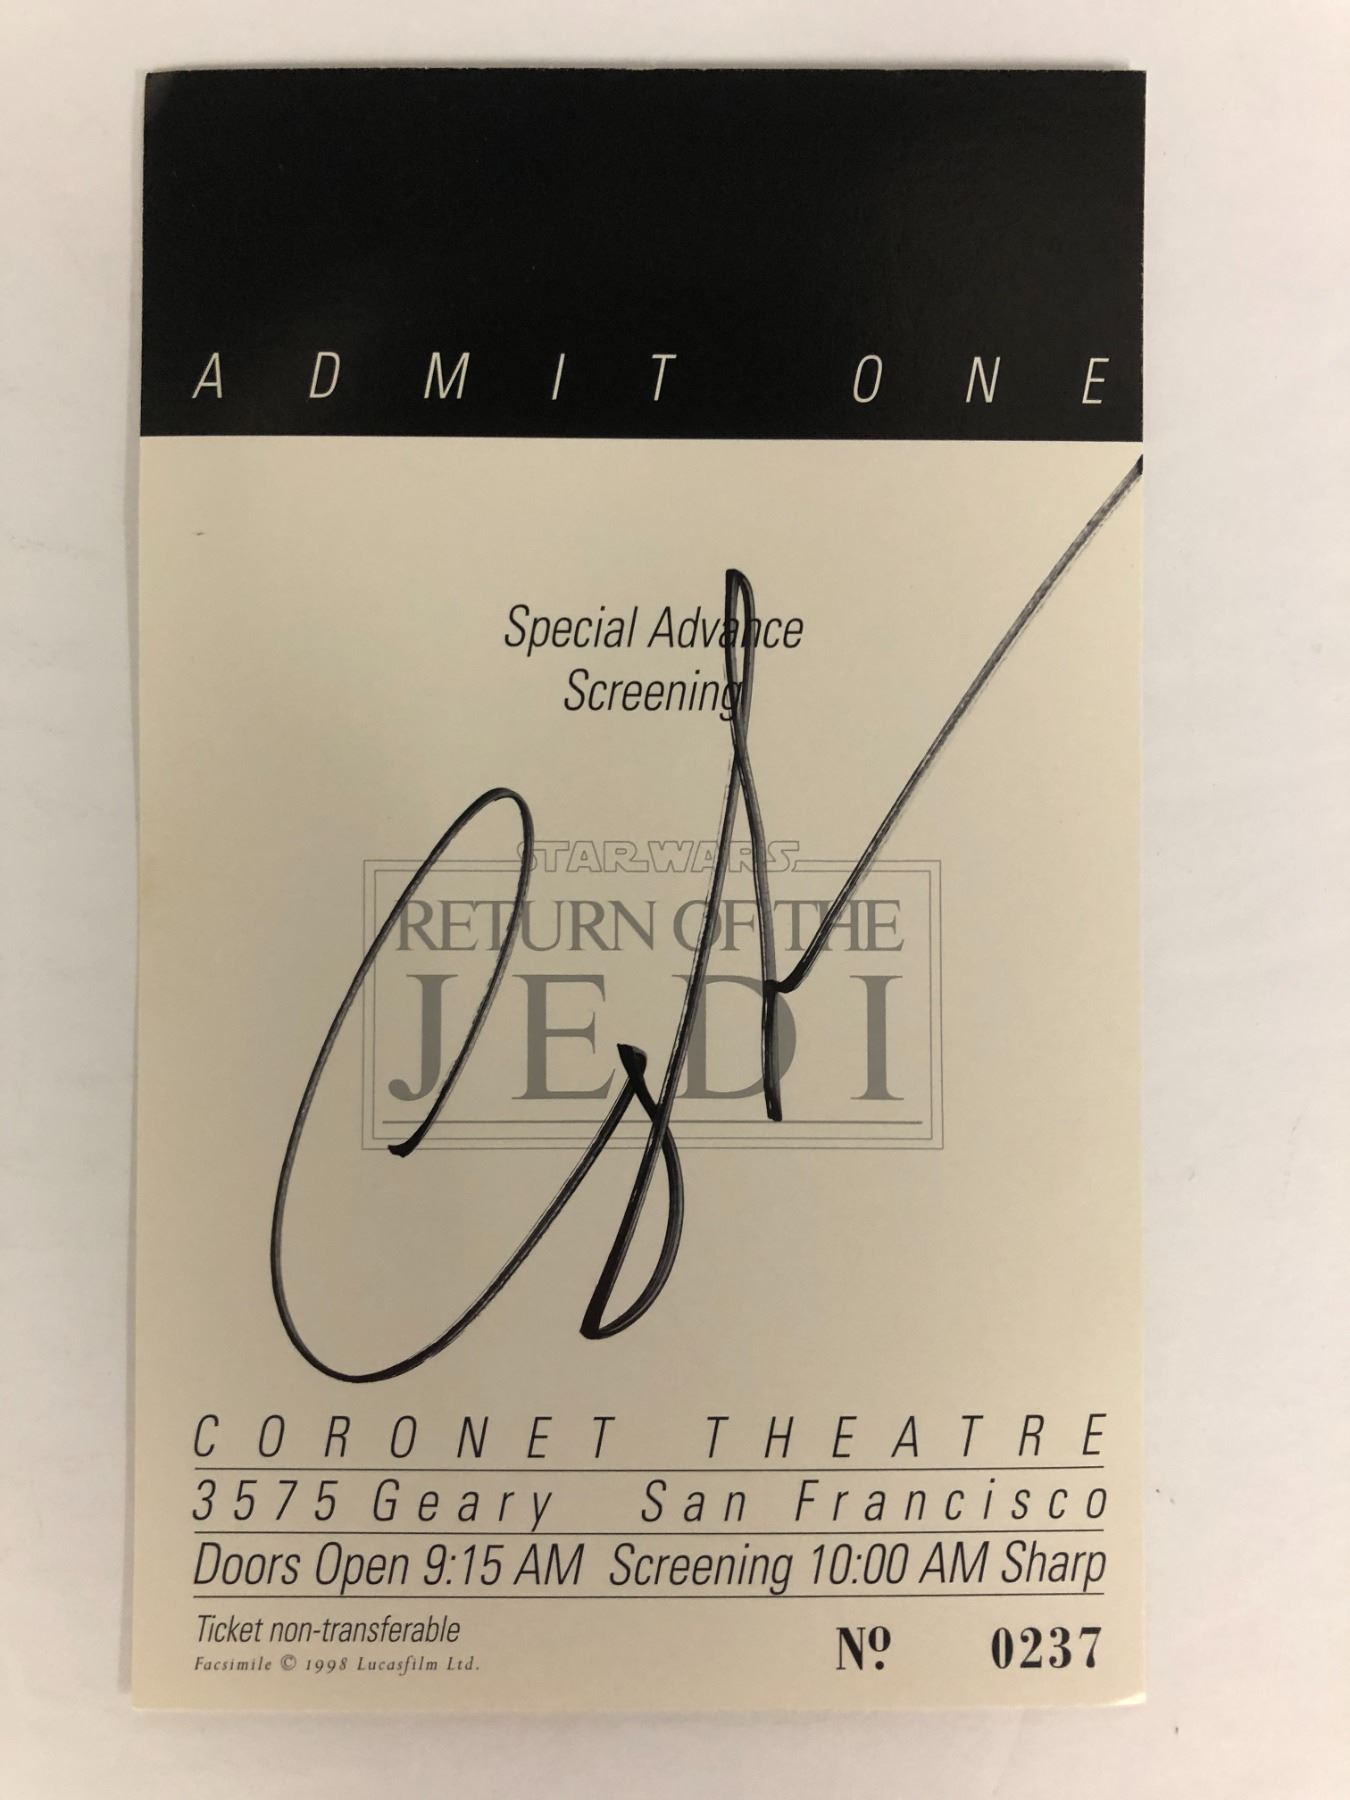 ADMIT ONE
Special Advance
Screening
STAR WARS
RETURN OF THE
JEDI
CORONET THEATRE
3575 Geary San Francisco
Doors Open 9:15 AM Screening 10:00 AM Sharp
Ticket non-transferable
Facsimile © 1998 Lucasfilm Ltd.
Nº 0237